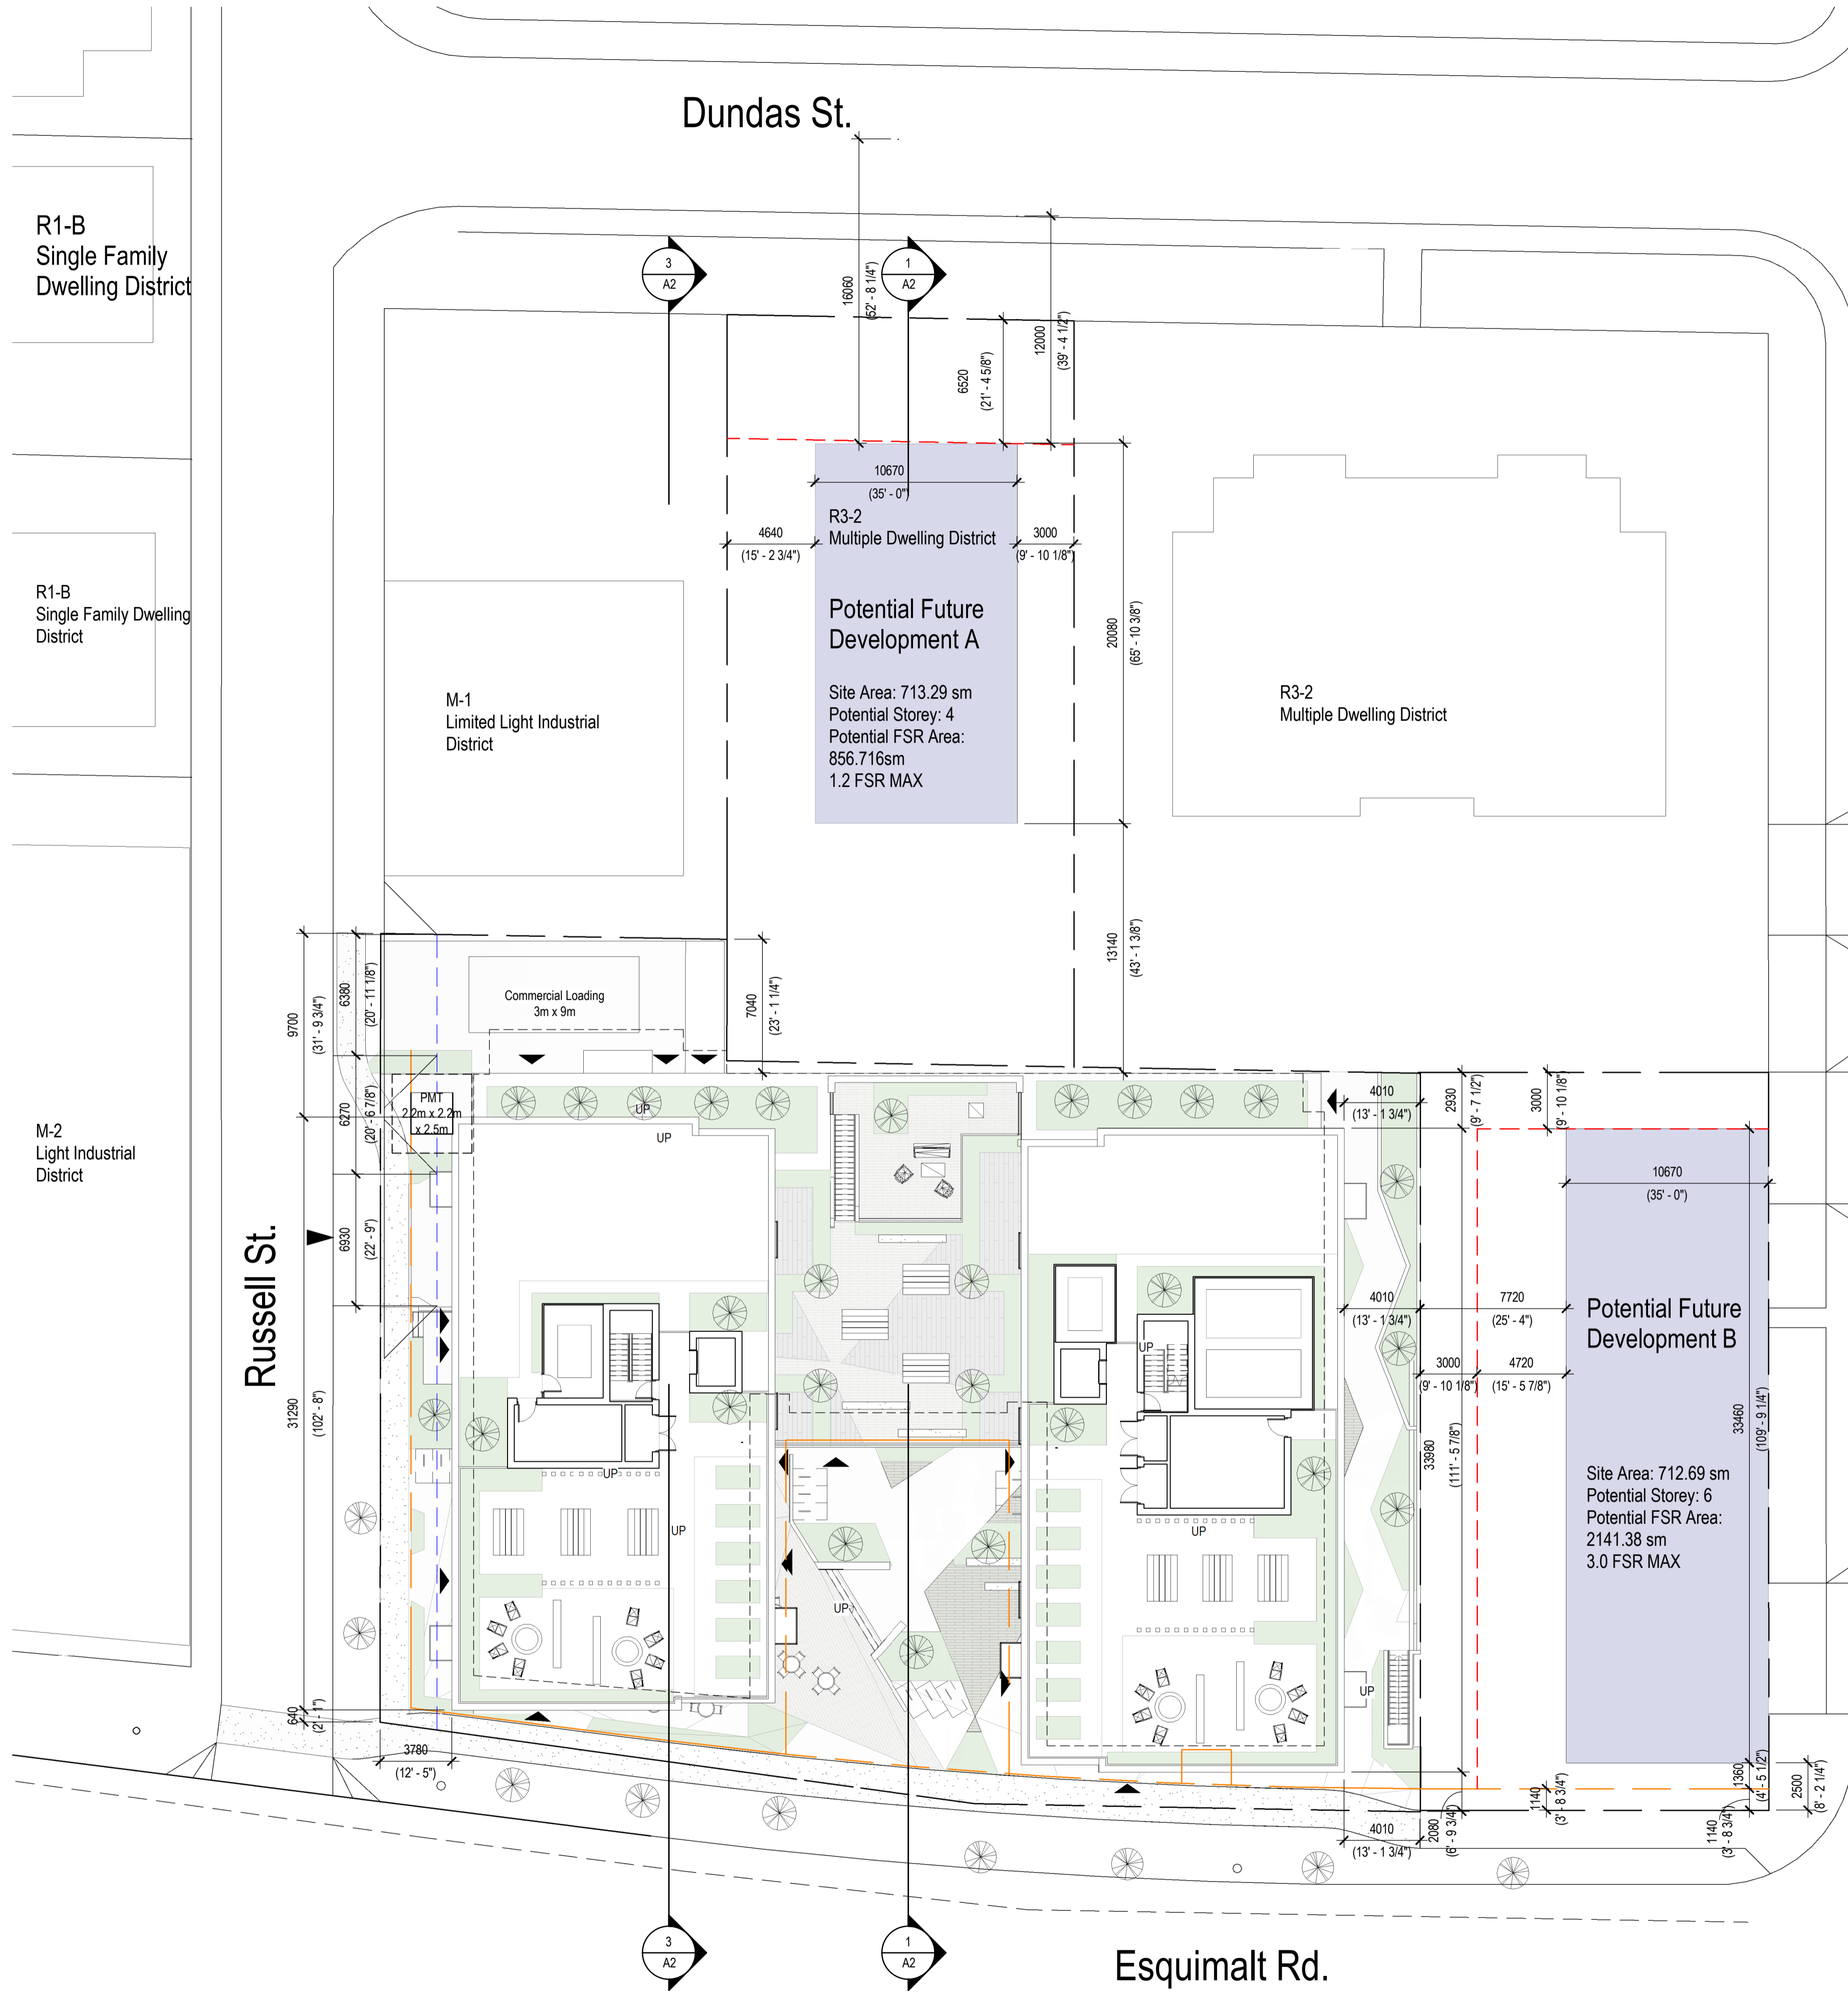 Dundas St.
R1-B
Single Family
Dwelling District
3
A2
1
A2
16060
(52' - 8 1/4")
12000
(39' - 4 1/2")
6520
(21' - 4 5/8")
10670
(35' - 0")
R3-2
Multiple Dwelling District
4640
(15' - 2 3/4")
3000
(9' - 10 1/8")
Potential Future
Development A
Site Area: 713.29 sm
Potential Storey: 4
Potential FSR Area:
856.716sm
1.2 FSR MAX
20080
(65' - 10 3/8")
R1-B
Single Family Dwelling
District
M-1
Limited Light Industrial
District
R3-2
Multiple Dwelling District
13140
(43' - 1 3/8")
9700
(31' - 9 3/4")
6380
(20' - 11 1/8")
Commercial Loading
3m x 9m
7040
(23' - 1 1/4")
6270
(20' - 6 7/8")
PMT
2.2m x 2.2m
x 2.5m
UP
UP
4010
(13' - 1 3/4")
2930
(9' - 7 1/2")
3000
(9' - 10 1/8")
M-2
Light Industrial
District
10670
(35' - 0")
Russell St.
6930
(22' - 9")
4010
(13' - 1 3/4")
7720
(25' - 4")
Potential Future
Development B
UP
3000
(9' - 10 1/8")
4720
(15' - 5 7/8")
31290
(102' - 8")
33980
(111' - 5 7/8")
33460
(109' - 9 1/4")
UP
Site Area: 712.69 sm
Potential Storey: 6
Potential FSR Area:
2141.38 sm
3.0 FSR MAX
UP
UP
UP
UP
640
(2' - 1")
3780
(12' - 5")
4010
(13' - 1 3/4")
2080
(6' - 9 3/4")
1140
(3' - 8 3/4")
1360
(4' - 5 1/2")
2500
(8' - 2 1/4")
1140
(3' - 8 3/4")
3
A2
1
A2
Esquimalt Rd.